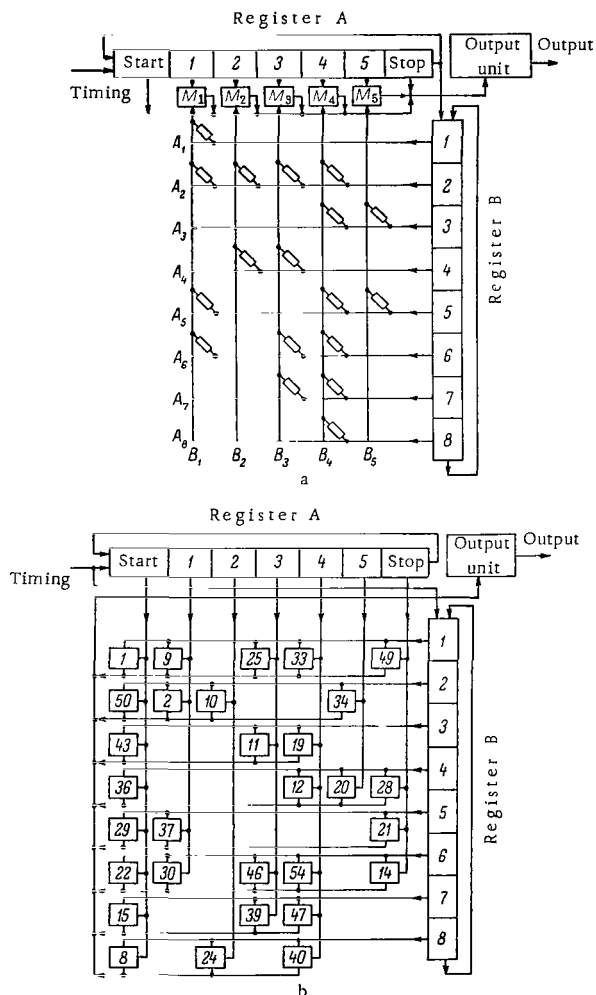 Register A
Start 1 2 3 4 5 Stop
Output unit
Output
Timing
M1 M2 M3 M4 M5
A1
A2
A3
A4
A5
A6
A7
A8
B1 B2 B3 B4 B5
1
2
3
4
5
6
7
8
Register B
a
Register A
Start 1 2 3 4 5 Stop
Output unit
Output
Timing
1 9 25 33 49
50 2 10 34
43 11 19
36 12 20 28
29 37 21
22 30 46 54 14
15 39 47
8 24 40
1
2
3
4
5
6
7
8
Register B
b